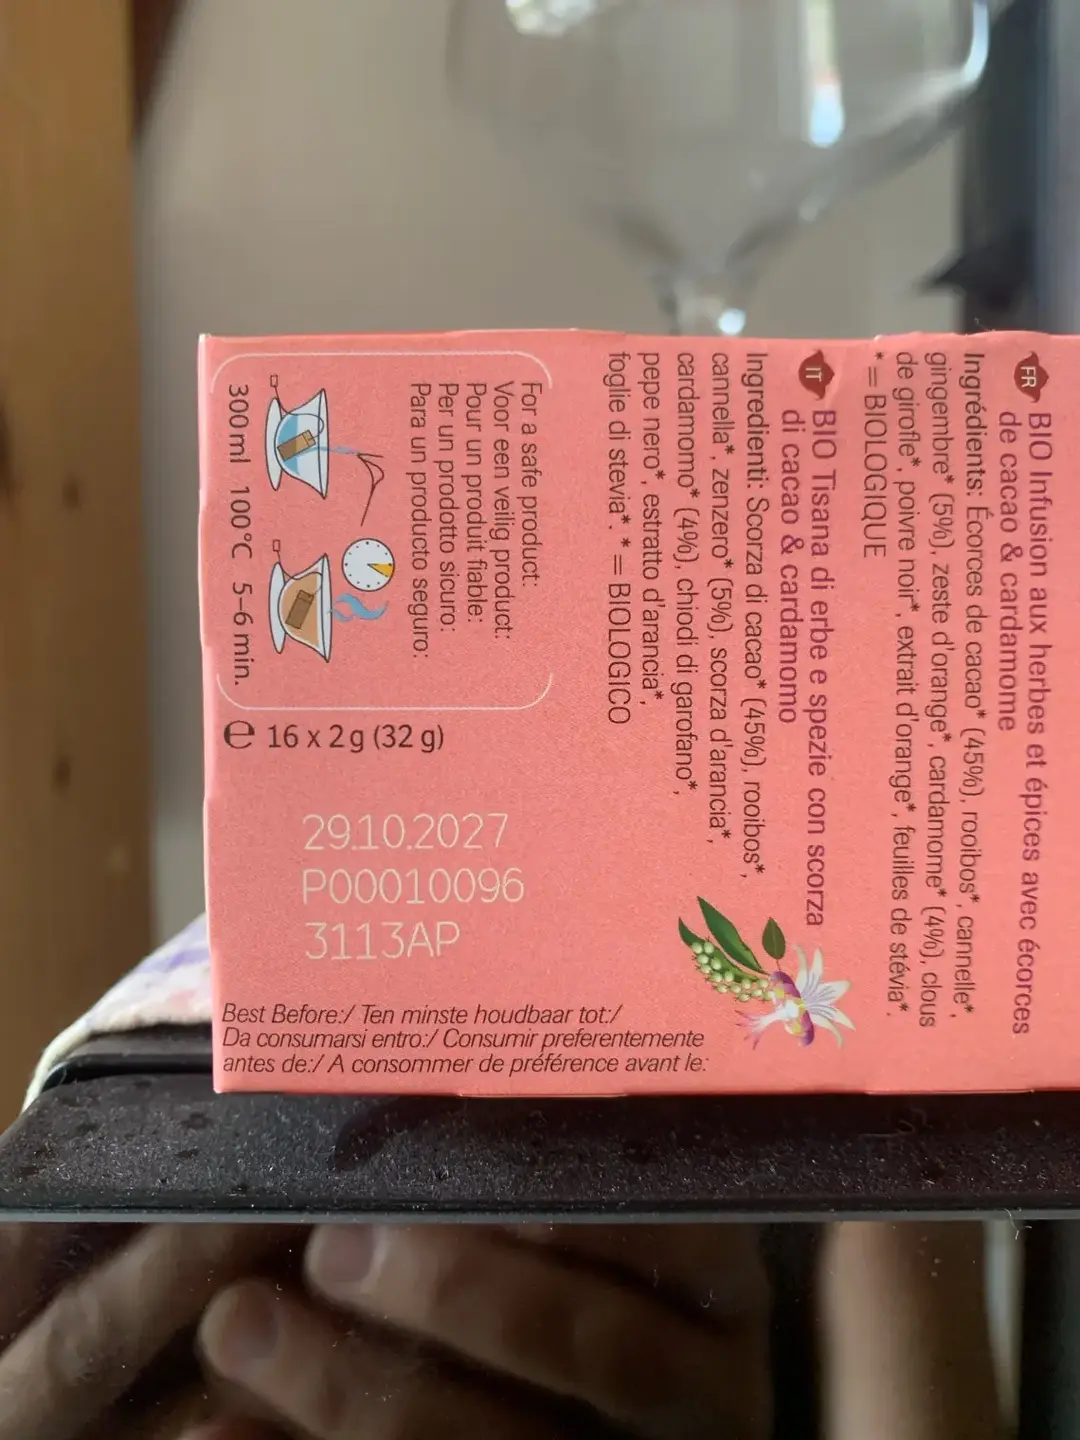 FR
BIO Infusion aux herbes et épices avec écorces
de cacao & cardamome
Ingrédients: Écorces de cacao* (45%), rooibos*, cannelle*,
gingembre* (5%), zeste d'orange*, cardamome* (4%), clous
de girofle*, poivre noir*, extrait d'orange*, feuilles de stévia*.
*= BIOLOGIQUE
IT
BIO Tisana di erbe e spezie con scorza
di cacao & cardamomo
Ingredienti: Scorza di cacao* (45%), rooibos*,
cannella*, zenzero* (5%), scorza d'arancia*,
cardamomo* (4%), chiodi di garofano*,
pepe nero*, estratto d'arancia*,
foglie di stevia*. *= BIOLOGICO
For a safe product:
Voor een veilig product:
Pour un produit fiable:
Per un prodotto sicuro:
Para un producto seguro:
300 ml 100°C 5–6 min.
℮ 16 x 2 g (32 g)
29.10.2027
P00010096
3113AP
Best Before:/ Ten minste houdbaar tot:/
Da consumarsi entro:/ Consumir preferentemente
antes de:/ A consommer de préférence avant le: